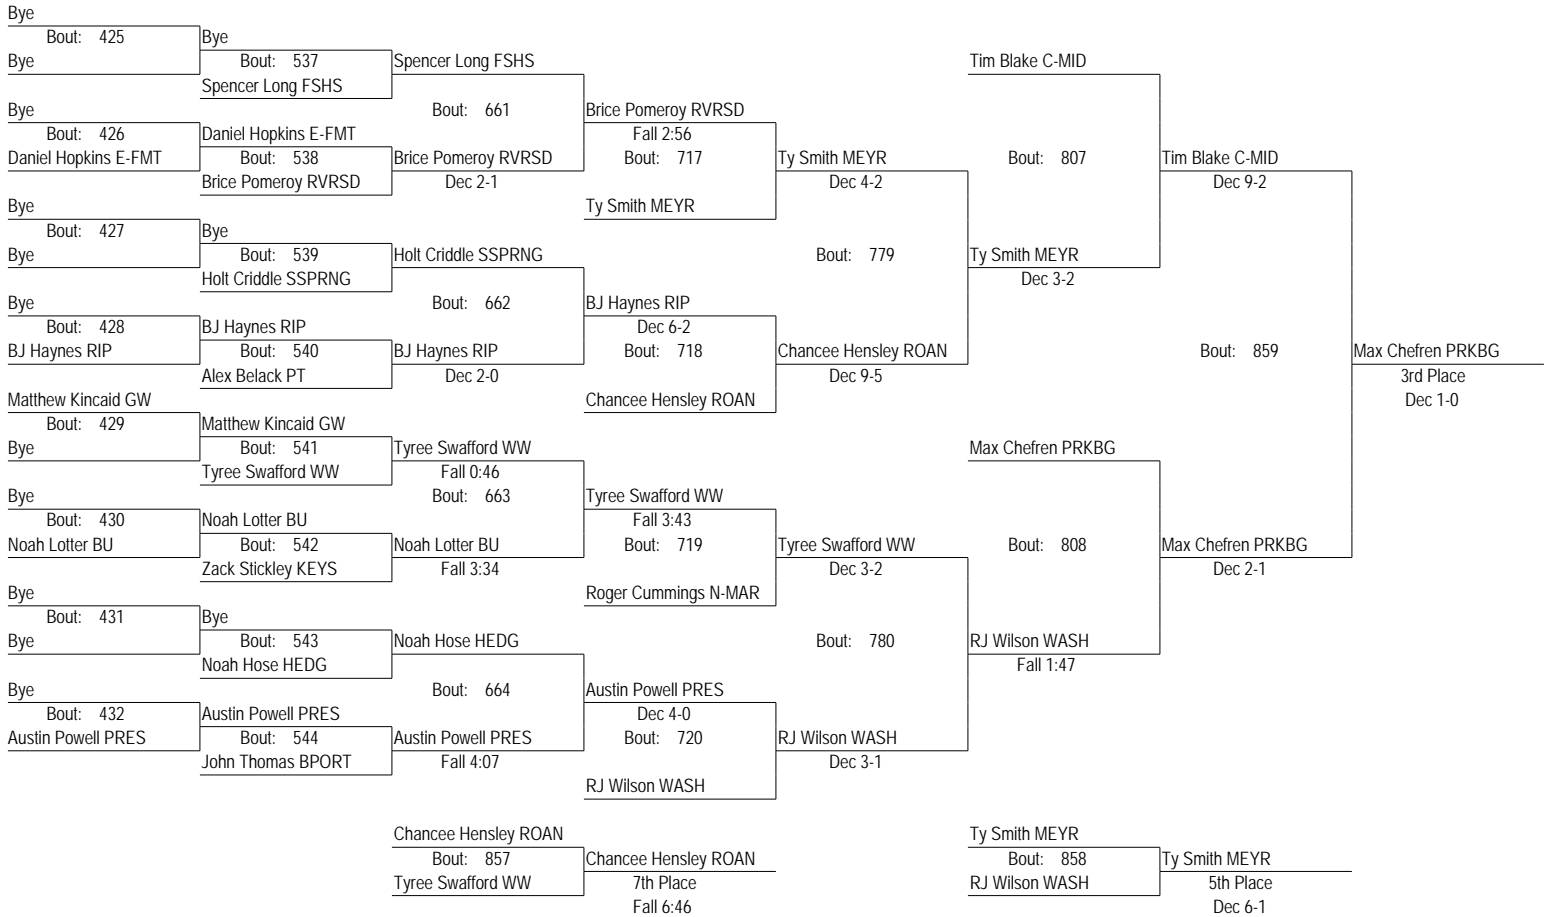 Bye
Bout: 425
Bye
Bye
Bout: 426
Daniel Hopkins E-FMT
Bye
Bout: 427
Bye
Bye
Bout: 428
BJ Haynes RIP
Matthew Kincaid GW
Bout: 429
Bye
Bye
Bout: 430
Noah Lotter BU
Bye
Bout: 431
Bye
Bye
Bout: 432
Austin Powell PRES
Bye
Bout: 537
Spencer Long FSHS
Daniel Hopkins E-FMT
Bout: 538
Brice Pomeroy RVRSD
Bye
Bout: 539
Holt Criddle SSPRNG
BJ Haynes RIP
Bout: 540
Alex Belack PT
Matthew Kincaid GW
Bout: 541
Tyree Swafford WW
Noah Lotter BU
Bout: 542
Zack Stickley KEYS
Bye
Bout: 543
Noah Hose HEDG
Austin Powell PRES
Bout: 544
John Thomas BPORT
Spencer Long FSHS
Bout: 661
Brice Pomeroy RVRSD
Dec 2-1
Holt Criddle SSPRNG
Bout: 662
BJ Haynes RIP
Dec 2-0
Tyree Swafford WW
Fall 0:46
Bout: 663
Noah Lotter BU
Fall 3:34
Noah Hose HEDG
Bout: 664
Austin Powell PRES
Fall 4:07
Brice Pomeroy RVRSD
Fall 2:56
Bout: 717
Ty Smith MEYR
BJ Haynes RIP
Dec 6-2
Bout: 718
Chancee Hensley ROAN
Tyree Swafford WW
Fall 3:43
Bout: 719
Roger Cummings N-MAR
Austin Powell PRES
Dec 4-0
Bout: 720
RJ Wilson WASH
Ty Smith MEYR
Dec 4-2
Bout: 779
Chancee Hensley ROAN
Dec 9-5
Tyree Swafford WW
Dec 3-2
Bout: 780
RJ Wilson WASH
Dec 3-1
Tim Blake C-MID
Bout: 807
Ty Smith MEYR
Dec 3-2
Max Chefren PRKBG
Bout: 808
RJ Wilson WASH
Fall 1:47
Tim Blake C-MID
Dec 9-2
Bout: 859
Max Chefren PRKBG
Dec 2-1
Max Chefren PRKBG
3rd Place
Dec 1-0
Chancee Hensley ROAN
Bout: 857
Tyree Swafford WW
Chancee Hensley ROAN
7th Place
Fall 6:46
Ty Smith MEYR
Bout: 858
RJ Wilson WASH
Ty Smith MEYR
5th Place
Dec 6-1